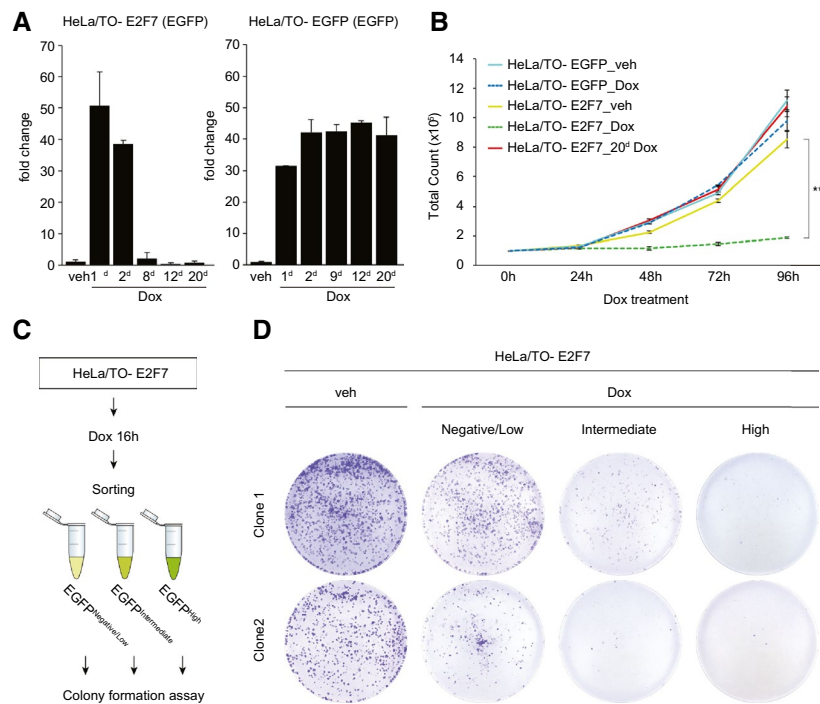 A
HeLa/TO- E2F7 (EGFP)
fold change
70
60
50
40
30
20
10
0
veh 1d 2d 8d 12d 20d
Dox
HeLa/TO- EGFP (EGFP)
fold change
70
60
50
40
30
20
10
0
veh 1d 2d 9d 12d 20d
Dox
B
HeLa/TO- EGFP_veh
HeLa/TO- EGFP_Dox
HeLa/TO- E2F7_veh
HeLa/TO- E2F7_Dox
HeLa/TO- E2F7_20d Dox
Total Count (x10⁵)
14
12
10
8
6
4
2
0
0h 24h 48h 72h 96h
Dox treatment
**
C
HeLa/TO- E2F7
Dox 16h
Sorting
EGFPNegative/Low
EGFPIntermediate
EGFPHigh
Colony formation assay
D
HeLa/TO- E2F7
veh Dox
Negative/Low Intermediate High
Clone 1
Clone2